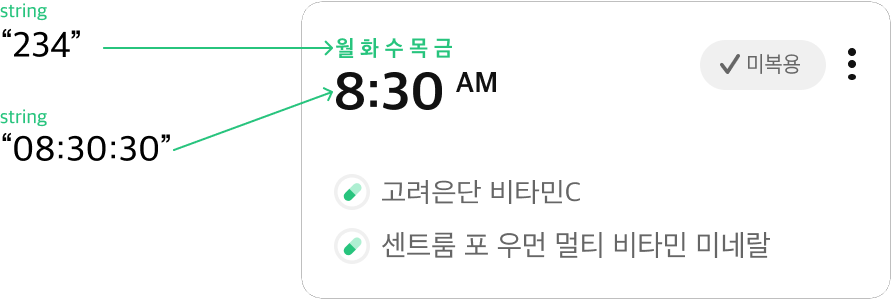 string
“234”
월 화 수 목 금
8:30 AM
✓ 미복용
string
“08:30:30”
고려은단 비타민C
센트룸 포 우먼 멀티 비타민 미네랄